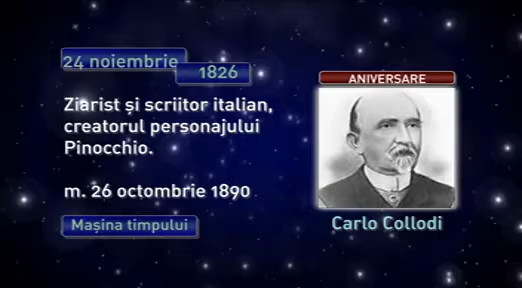 24 noiembrie
1826
Ziarist și scriitor italian,
creatorul personajului
Pinocchio.
m. 26 octombrie 1890
Mașina timpului
ANIVERSARE
Carlo Collodi